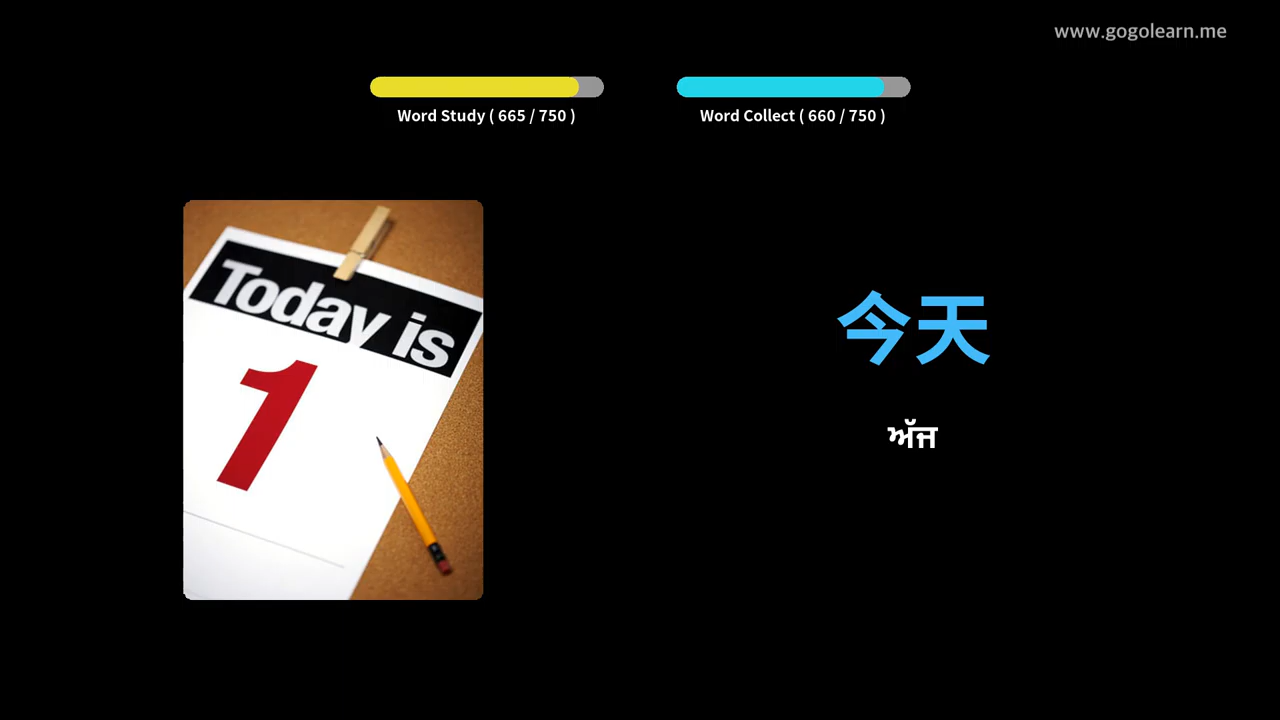 www.gogolearn.me
Word Study ( 665 / 750 )
Word Collect ( 660 / 750 )
Today is
1
今天
ਅੱਜ